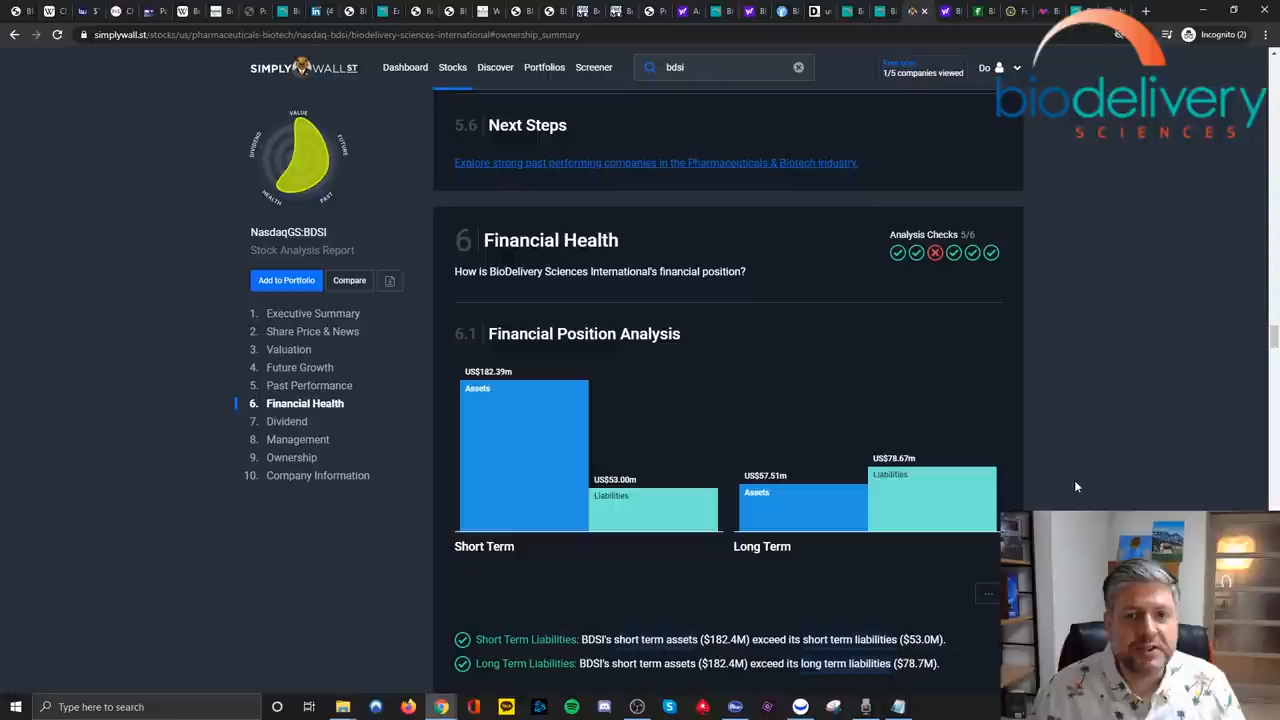 simplywall.st/stocks/us/pharmaceuticals-biotech/nasdaq-bdsi/biodelivery-sciences-international#ownership_summary
Incognito (2)
SIMPLY WALL ST
Dashboard
Stocks
Discover
Portfolios
Screener
bdsi
Free plan
1/5 companies viewed
Do
biodelivery
SCIENCES
VALUE
FUTURE
PAST
HEALTH
DIVIDEND
NasdaqGS:BDSI
Stock Analysis Report
Add to Portfolio
Compare
1. Executive Summary
2. Share Price & News
3. Valuation
4. Future Growth
5. Past Performance
6. Financial Health
7. Dividend
8. Management
9. Ownership
10. Company Information
5.6 Next Steps
Explore strong past performing companies in the Pharmaceuticals & Biotech industry.
6 Financial Health
Analysis Checks 5/6
How is BioDelivery Sciences International's financial position?
6.1 Financial Position Analysis
US$182.39m
Assets
US$53.00m
Liabilities
Short Term
US$57.51m
Assets
US$78.67m
Liabilities
Long Term
Short Term Liabilities: BDSI's short term assets ($182.4M) exceed its short term liabilities ($53.0M).
Long Term Liabilities: BDSI's short term assets ($182.4M) exceed its long term liabilities ($78.7M).
Type here to search